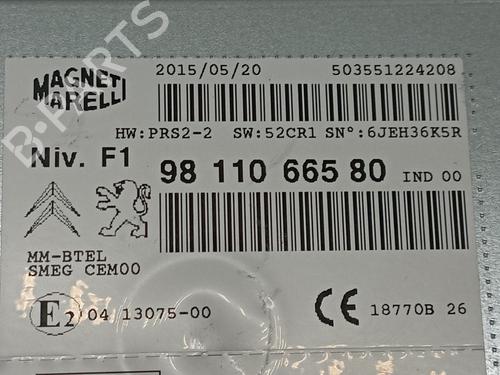 MAGNETI MARELLI
2015/05/20 503551224208
HW:PRS2-2 SW:52CR1 SN°:6JEH36K5R
Niv. F1
98 110 665 80 IND 00
MM-BTEL
SMEG CEM00
E2 04 13075-00
CE 18770B 26
B-PARTS